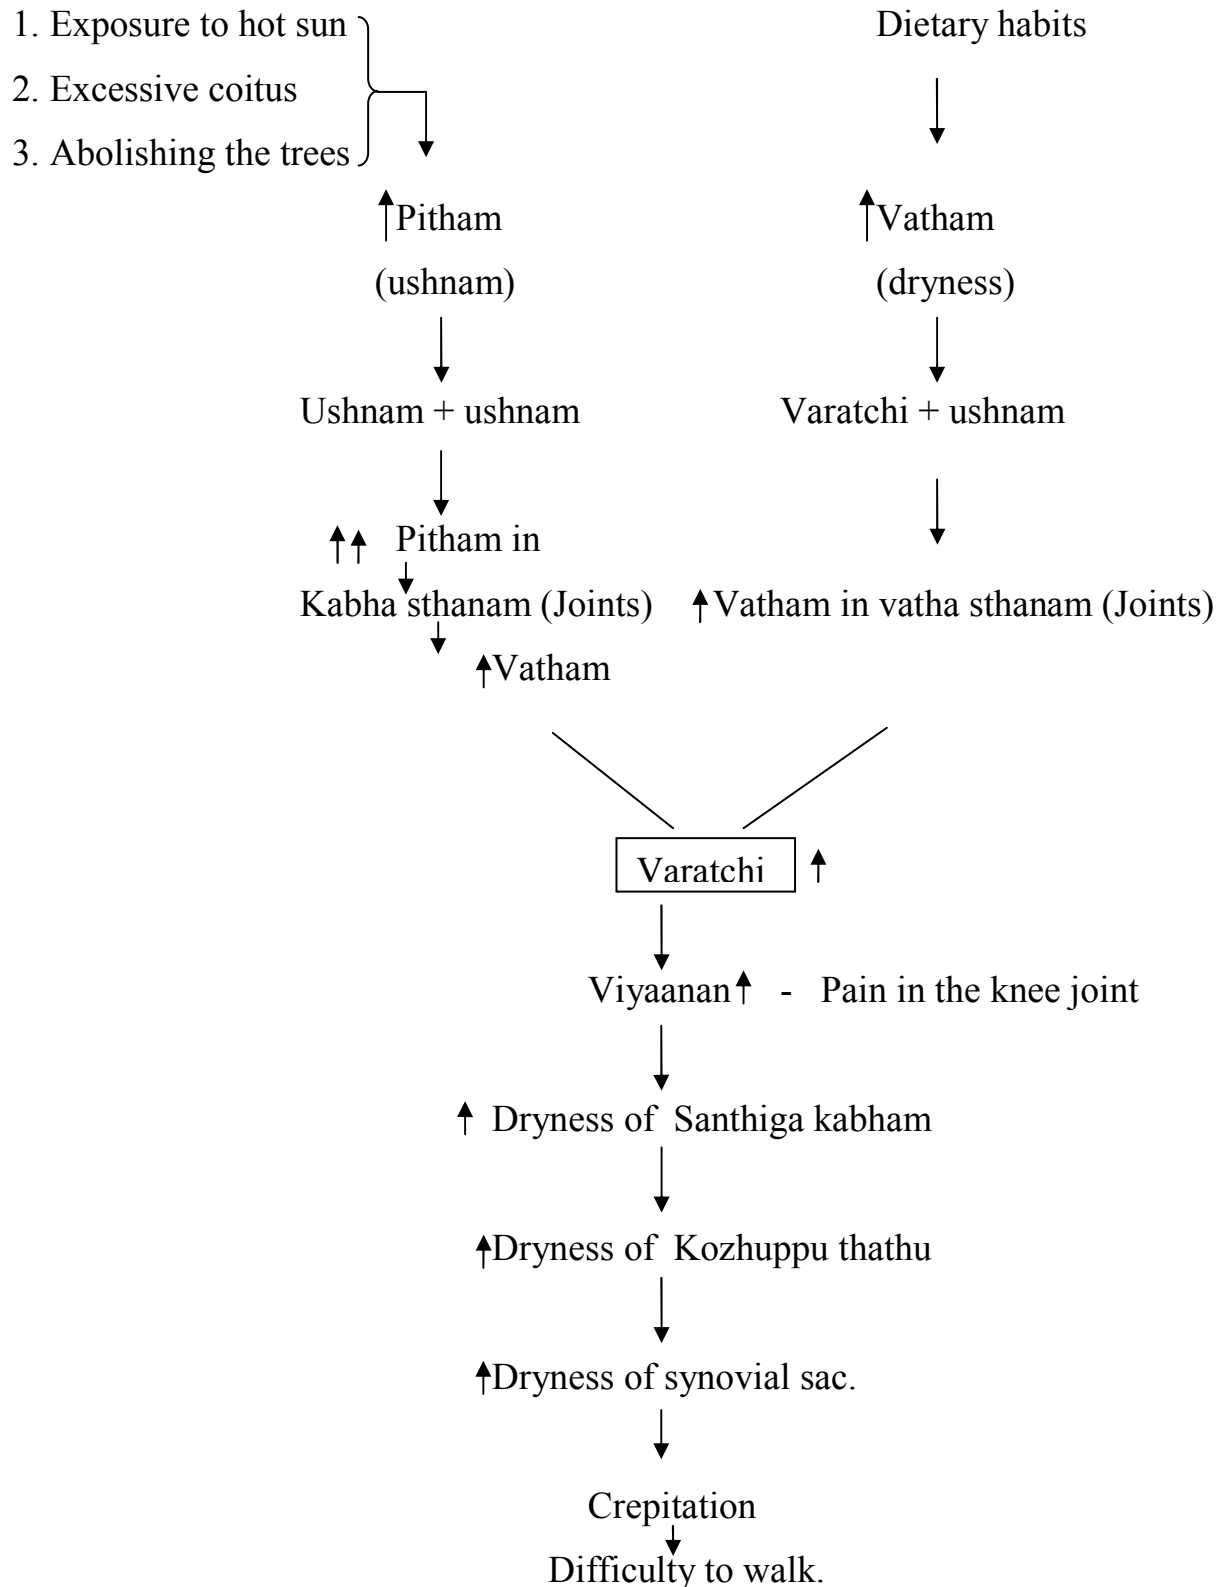 1. Exposure to hot sun
2. Excessive coitus
3. Abolishing the trees
Dietary habits
↑Pitham
(ushnam)
↑Vatham
(dryness)
Ushnam + ushnam
Varatchi + ushnam
↑↑ Pitham in
Kabha sthanam (Joints)
↑Vatham in vatha sthanam (Joints)
↑Vatham
Varatchi ↑
Viyaanan↑ - Pain in the knee joint
↑ Dryness of Santhiga kabham
↑Dryness of Kozhuppu thathu
↑Dryness of synovial sac.
Crepitation
Difficulty to walk.